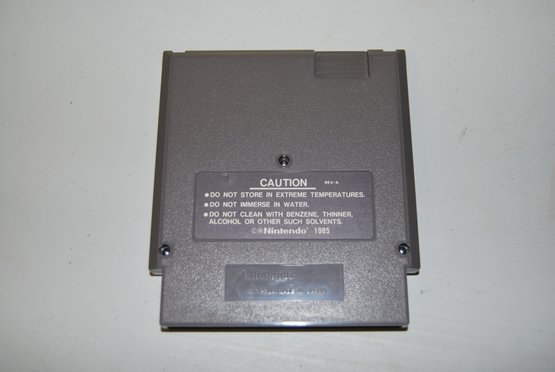 CAUTION REV-A
●DO NOT STORE IN EXTREME TEMPERATURES.
●DO NOT IMMERSE IN WATER.
●DO NOT CLEAN WITH BENZENE, THINNER,
ALCOHOL OR OTHER SUCH SOLVENTS.
©Nintendo® 1985
Nintendo